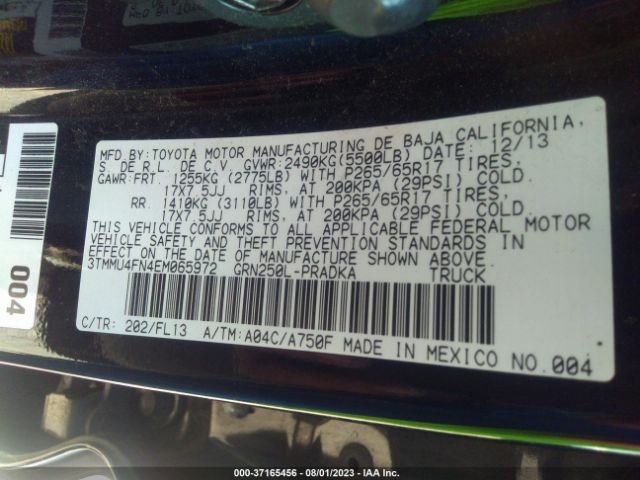 MFD.BY:TOYOTA MOTOR MANUFACTURING DE BAJA CALIFORNIA,
S. DE R.L. DE C.V. GVWR:2490KG(5500LB) DATE: 12/13
GAWR:FRT. 1255KG (2775LB) WITH P265/65R17 TIRES,
17X7.5JJ RIMS, AT 200KPA (29PSI) COLD.
RR. 1410KG (3110LB) WITH P265/65R17 TIRES,
17X7.5JJ RIMS, AT 200KPA (29PSI) COLD.
THIS VEHICLE CONFORMS TO ALL APPLICABLE FEDERAL MOTOR
VEHICLE SAFETY AND THEFT PREVENTION STANDARDS IN
EFFECT ON THE DATE OF MANUFACTURE SHOWN ABOVE.
3TMMU4FN4EM065972 GRN250L-PRADKA TRUCK
C/TR: 202/FL13 A/TM:A04C/A750F MADE IN MEXICO NO.004
004
000-37165456 - 08/01/2023 - IAA Inc.